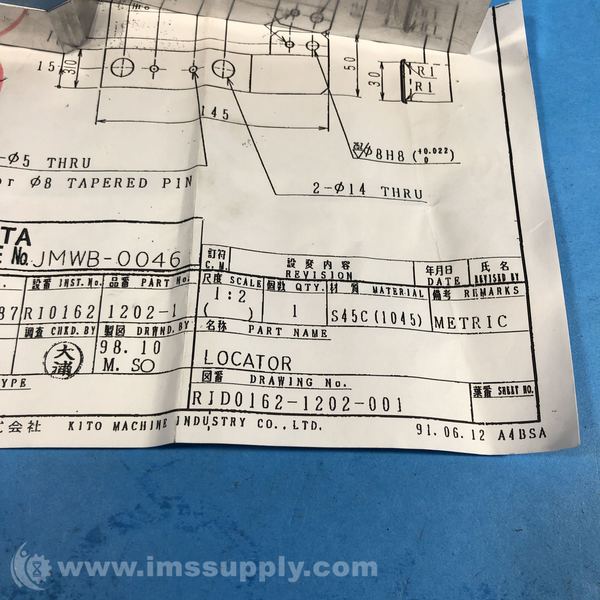 15
30
145
50
30
R1
R1
Ø8H8 (+0.022 0)
-Ø5 THRU
or Ø8 TAPERED PIN
2-Ø14 THRU
TA
E No. JMWB-0046
訂符 C.M. 設変内容 REVISION 年月日 DATE 氏名 REVISED BY
設番 INST.No. 品番 PART No. 尺度 SCALE 個数 QTY. 材質 MATERIAL 備考 REMARKS
87 RI0162 1202-1 1:2 ( ) 1 S45C(1045) METRIC
調査 CHKD.BY 製図 DRWND.BY 名称 PART NAME
大浦 98.10 M.SO LOCATOR
YPE 図番 DRAWING No. 葉番 SHEET NO.
RID0162-1202-001
式会社 KITO MACHINE INDUSTRY CO.,LTD. 91.06.12 A4BSA
www.imssupply.com